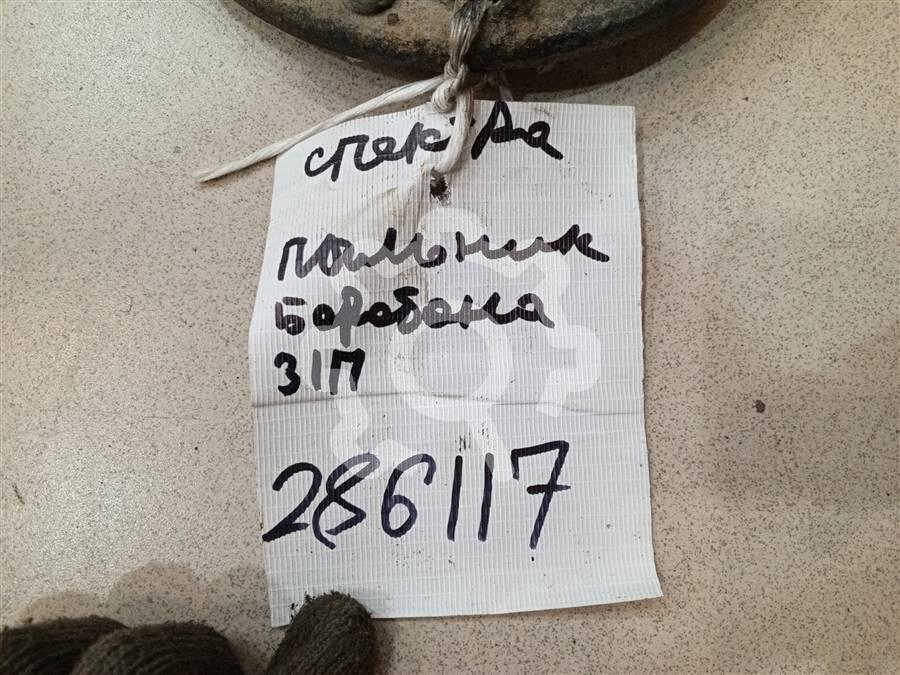 спектра
пыльник
Барабана
З/П
286117